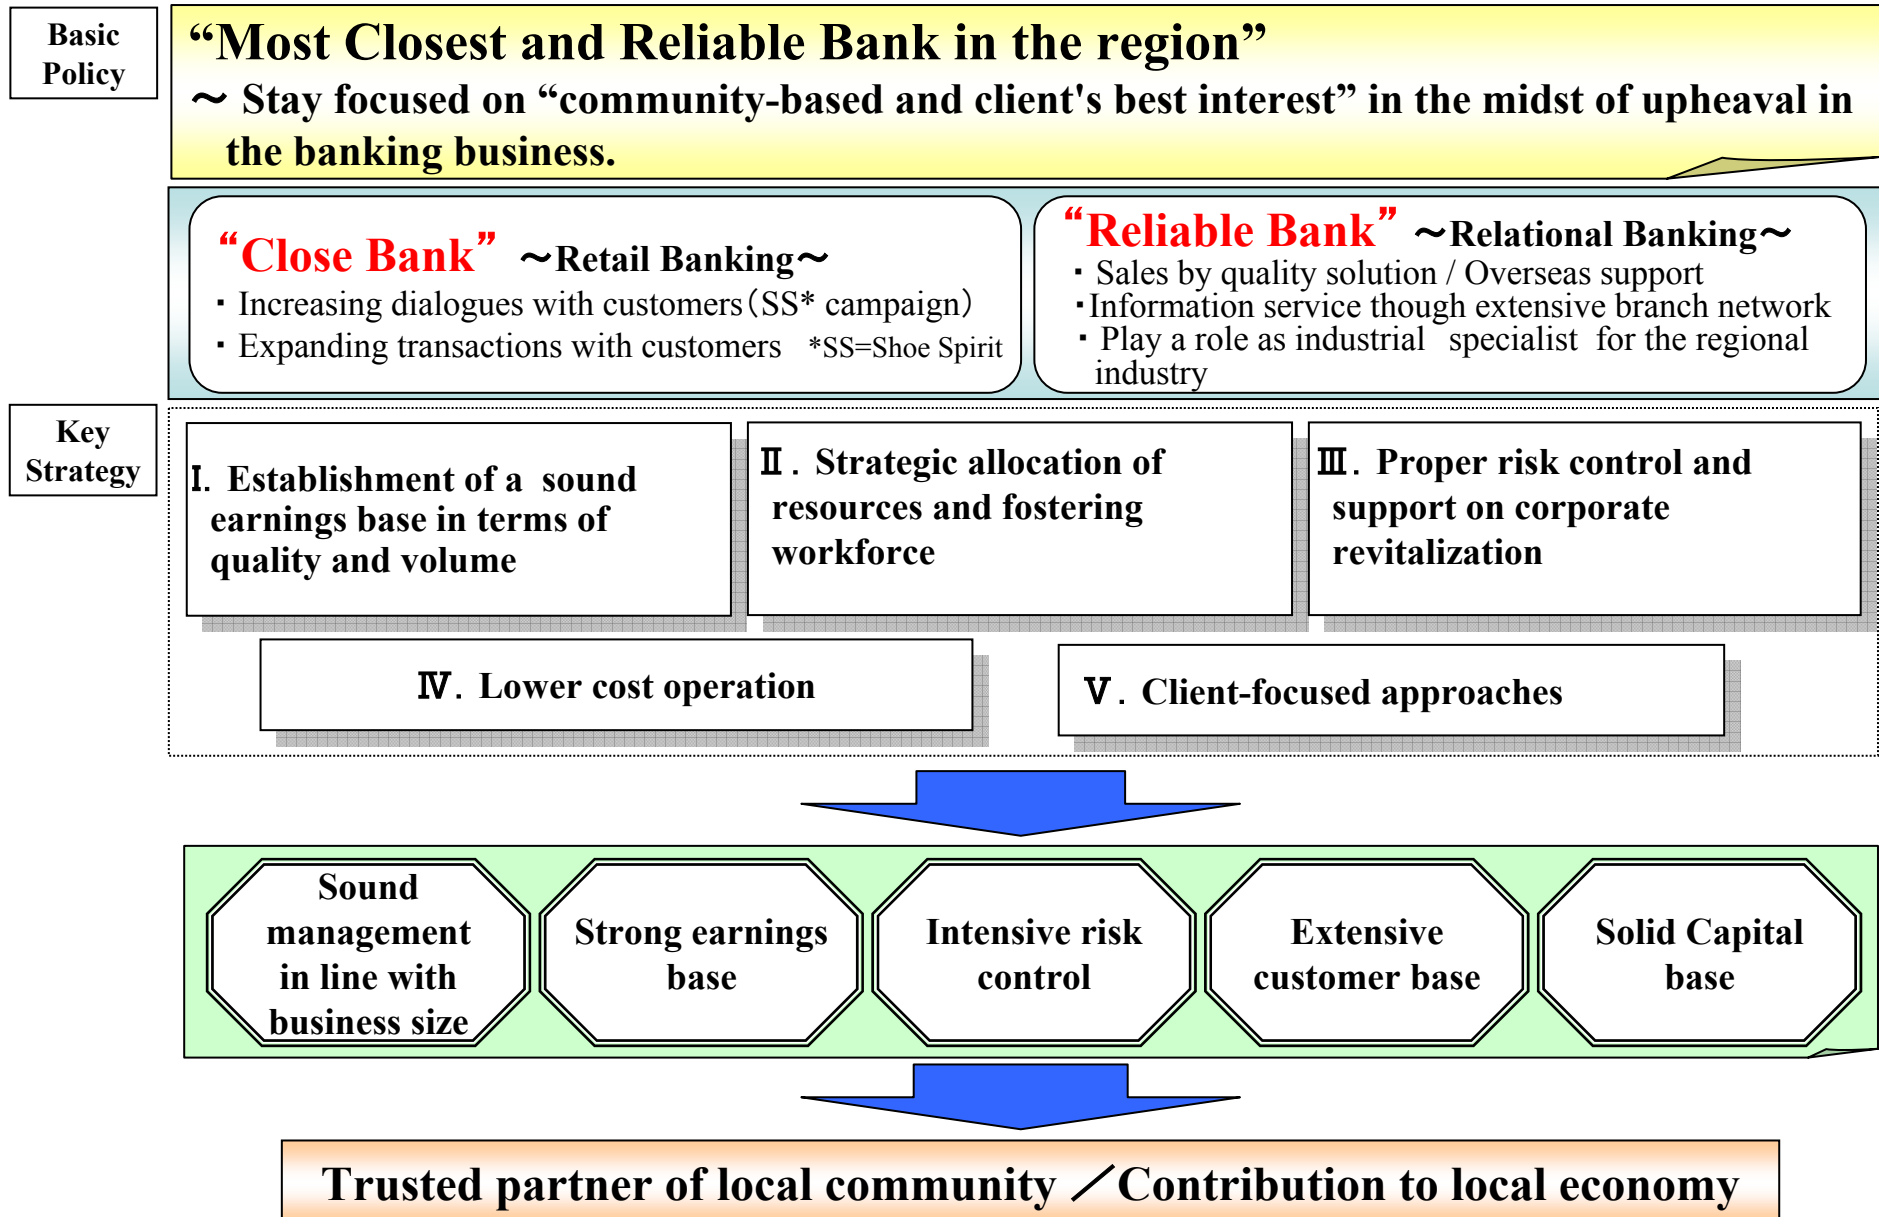 Basic
Policy
“Most Closest and Reliable Bank in the region”
～ Stay focused on “community-based and client's best interest” in the midst of upheaval in
the banking business.
“Close Bank” ～Retail Banking～
・ Increasing dialogues with customers（SS* campaign）
・ Expanding transactions with customers *SS=Shoe Spirit
“Reliable Bank” ～Relational Banking～
・ Sales by quality solution / Overseas support
・Information service though extensive branch network
・ Play a role as industrial specialist for the regional
industry
Key
Strategy
Ⅰ. Establishment of a sound
earnings base in terms of
quality and volume
Ⅱ. Strategic allocation of
resources and fostering
workforce
Ⅲ. Proper risk control and
support on corporate
revitalization
Ⅳ. Lower cost operation
Ⅴ. Client-focused approaches
Sound
management
in line with
business size
Strong earnings
base
Intensive risk
control
Extensive
customer base
Solid Capital
base
Trusted partner of local community ／Contribution to local economy